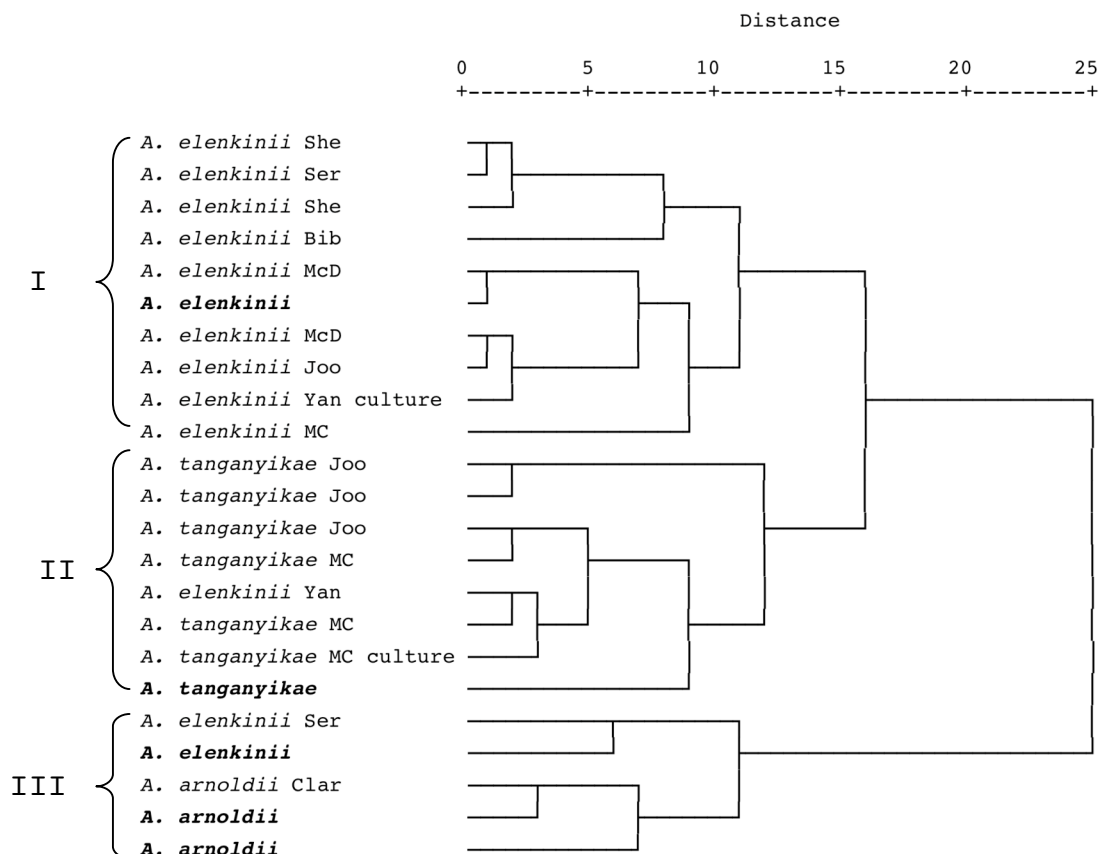 Distance
0 5 10 15 20 25
+---------+---------+---------+---------+---------+
A. elenkinii She
A. elenkinii Ser
A. elenkinii She
A. elenkinii Bib
A. elenkinii McD
I
A. elenkinii
A. elenkinii McD
A. elenkinii Joo
A. elenkinii Yan culture
A. elenkinii MC
A. tanganyikae Joo
A. tanganyikae Joo
A. tanganyikae Joo
A. tanganyikae MC
II
A. elenkinii Yan
A. tanganyikae MC
A. tanganyikae MC culture
A. tanganyikae
A. elenkinii Ser
A. elenkinii
III
A. arnoldii Clar
A. arnoldii
A. arnoldii